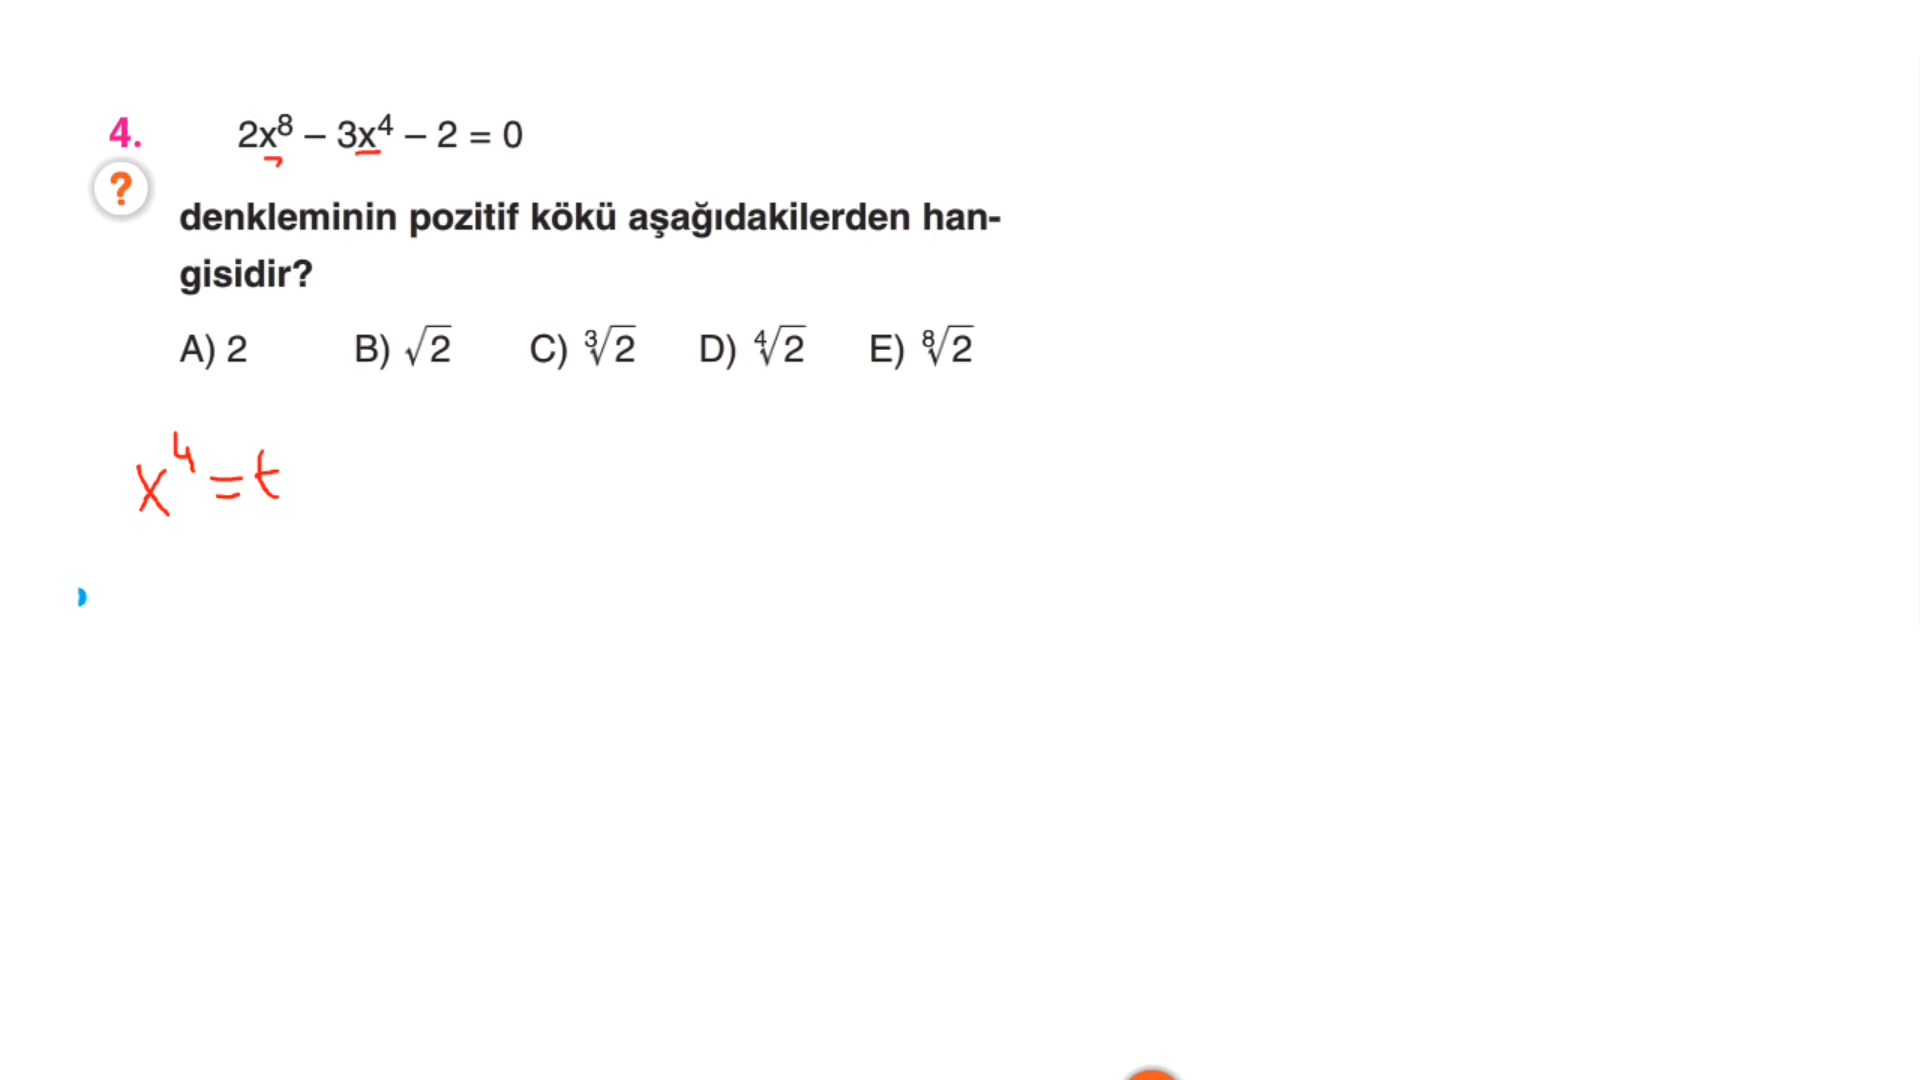 4. 2x⁸ – 3x⁴ – 2 = 0
?
denkleminin pozitif kökü aşağıdakilerden han-
gisidir?
A) 2 B) √2 C) ∛2 D) ∜2 E) ⁸√2
x⁴ = t